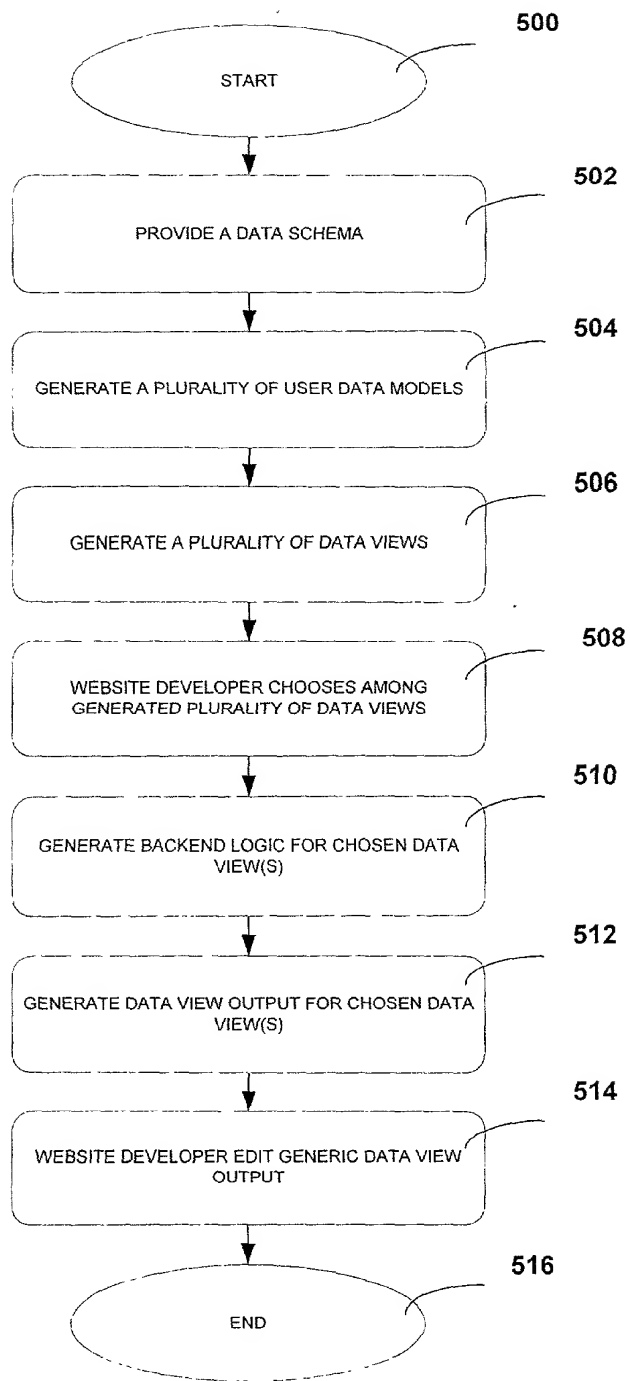 500
START
502
PROVIDE A DATA SCHEMA
504
GENERATE A PLURALITY OF USER DATA MODELS
506
GENERATE A PLURALITY OF DATA VIEWS
508
WEBSITE DEVELOPER CHOOSES AMONG
GENERATED PLURALITY OF DATA VIEWS
510
GENERATE BACKEND LOGIC FOR CHOSEN DATA
VIEW(S)
512
GENERATE DATA VIEW OUTPUT FOR CHOSEN DATA
VIEW(S)
514
WEBSITE DEVELOPER EDIT GENERIC DATA VIEW
OUTPUT
516
END